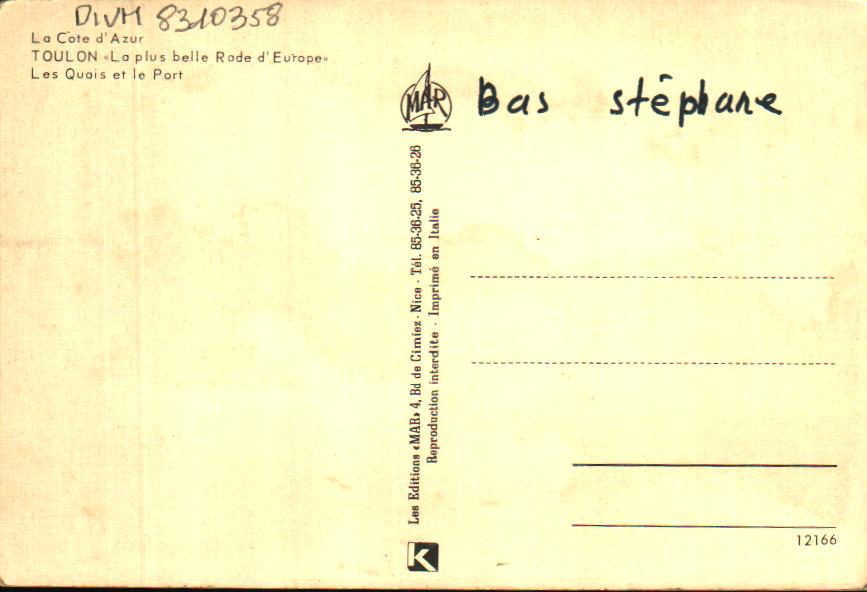 DIVM 8310358
La Côte d'Azur
TOULON «La plus belle Rade d'Europe»
Les Quais et le Port
MAR
Bas stéphane
Les Editions «MAR» 4, Bd de Cimiez - Nice - Tél. 85-36-25, 85-36-26
Reproduction interdite - Imprimé en Italie
K
12166